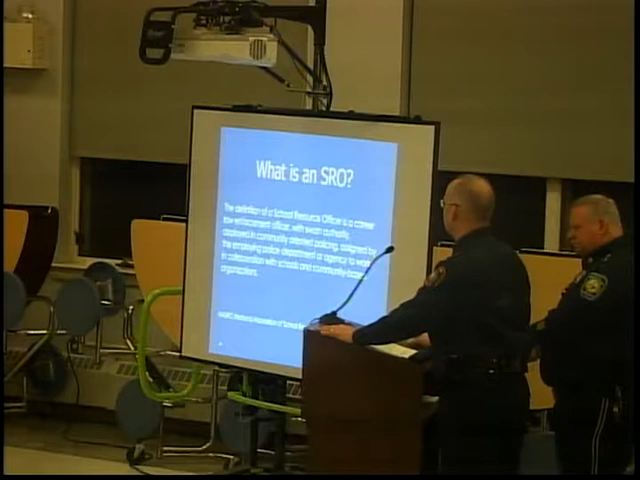 What is an SRO?
The definition of a School Resource Officer is a career
law enforcement officer, with sworn authority,
deployed in community oriented policing, assigned by
the employing police department or agency to work
in collaboration with schools and community-based
organizations.
NASRO, National Association of School